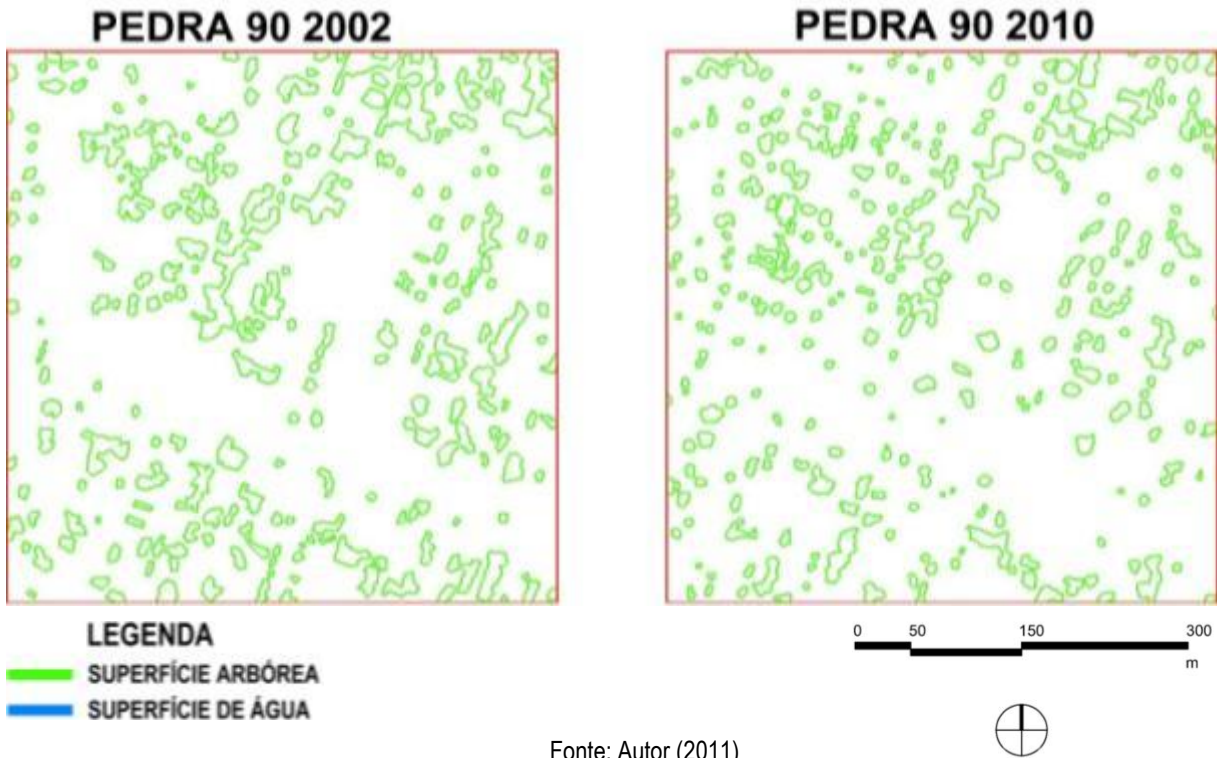 PEDRA 90 2002
PEDRA 90 2010
LEGENDA
SUPERFÍCIE ARBÓREA
SUPERFÍCIE DE ÁGUA
0 50 150 300
m
Fonte: Autor (2011)